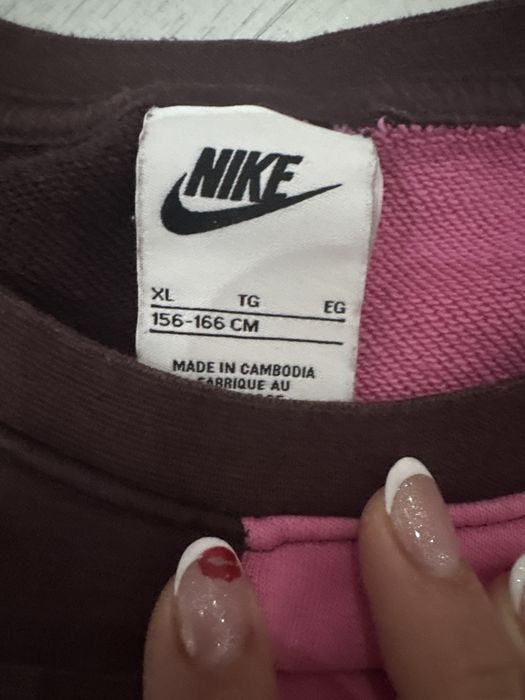 NIKE
XL TG EG
156-166 CM
MADE IN CAMBODIA
FABRIQUE AU